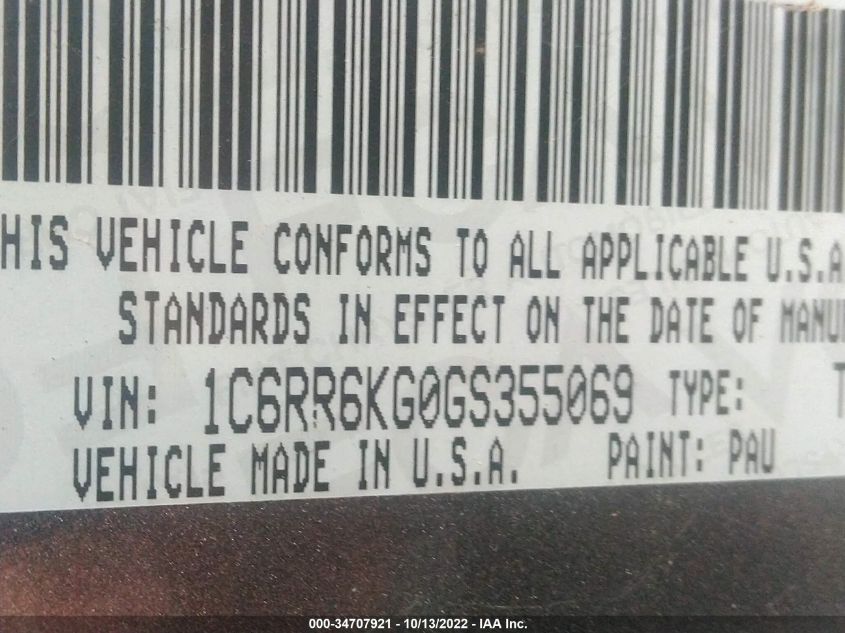 HIS VEHICLE CONFORMS TO ALL APPLICABLE U.S.A
STANDARDS IN EFFECT ON THE DATE OF MANU
VIN: 1C6RR6KG0GS355069 TYPE: T
VEHICLE MADE IN U.S.A. PAINT: PAU
000-34707921 - 10/13/2022 - IAA Inc.